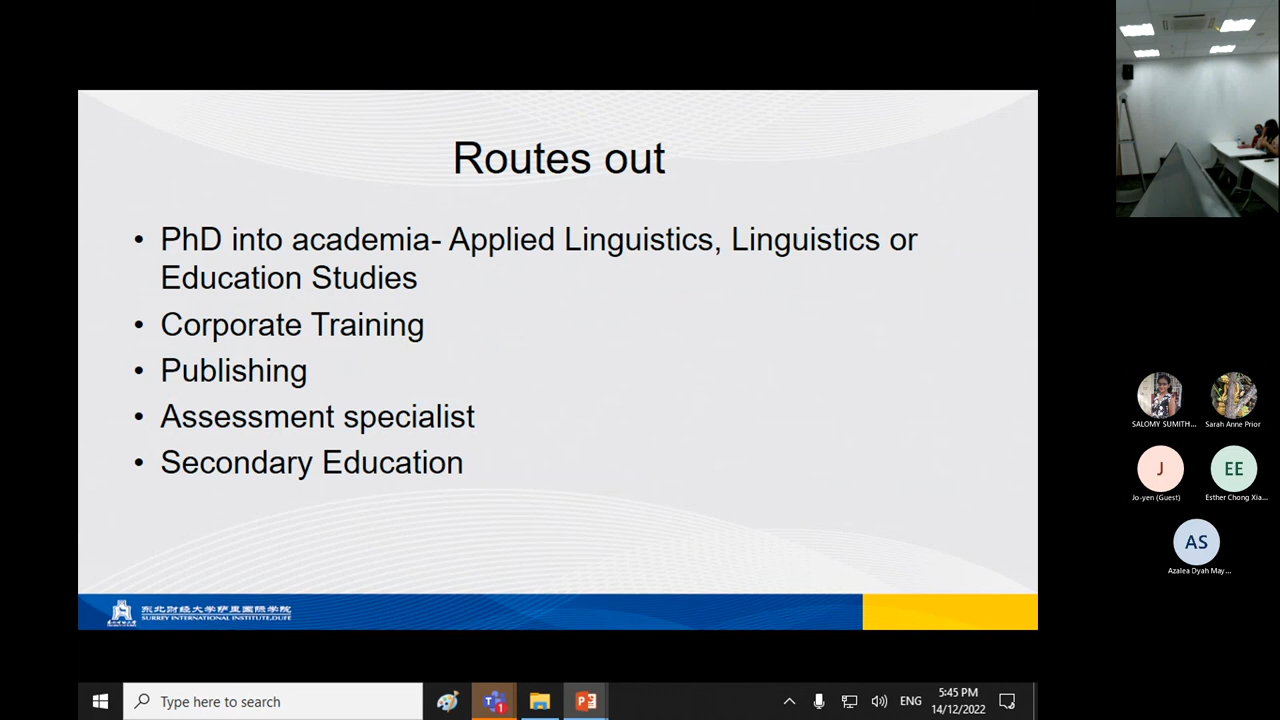 Routes out
• PhD into academia- Applied Linguistics, Linguistics or
Education Studies
• Corporate Training
• Publishing
• Assessment specialist
• Secondary Education
东北财经大学萨里国际学院
SURREY INTERNATIONAL INSTITUTE,DUFE
SALOMY SUMITH...
Sarah Anne Prior
J
EE
Jo-yen (Guest)
Esther Chong Xia...
AS
Azalea Dyah May...
Type here to search
1
ENG
5:45 PM
14/12/2022